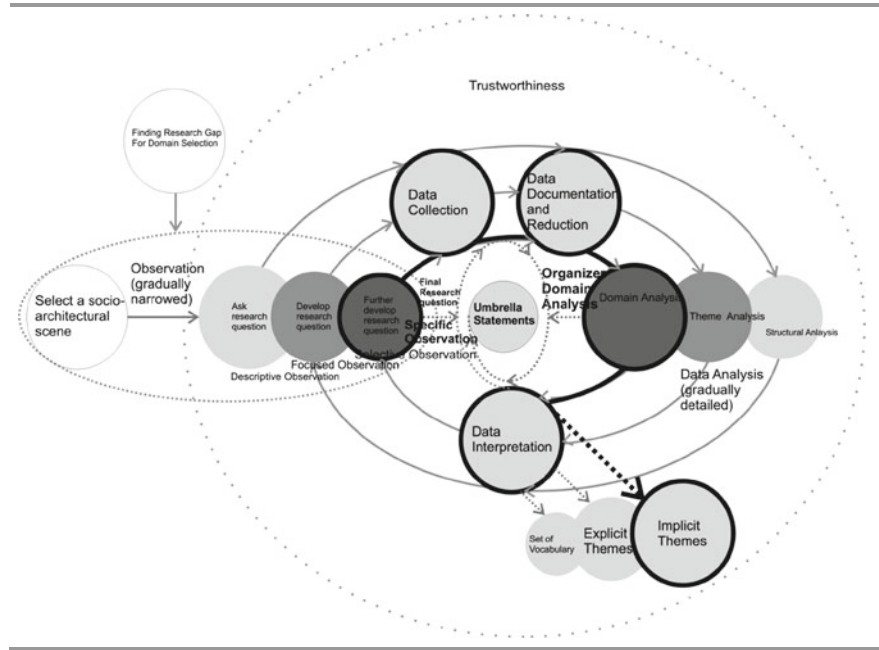 Trustworthiness
Finding Research Gap
For Domain Selection
Data
Collection
Data
Documentation
and
Reduction
Observation
(gradually
narrowed)
Select a socio-
architectural
scene
Ask
research
question
Develop
research
question
Further
develop
research
question
Final
Research
question
Specific
Observation
Selective Observation
Focused Observation
Descriptive Observation
Umbrella
Statements
Organized
Domain
Analysis
Domain Analysis
Theme Analysis
Structural Anlaysis
Data Analysis
(gradually
detailed)
Data
Interpretation
Set of
Vocabulary
Explicit
Themes
Implicit
Themes